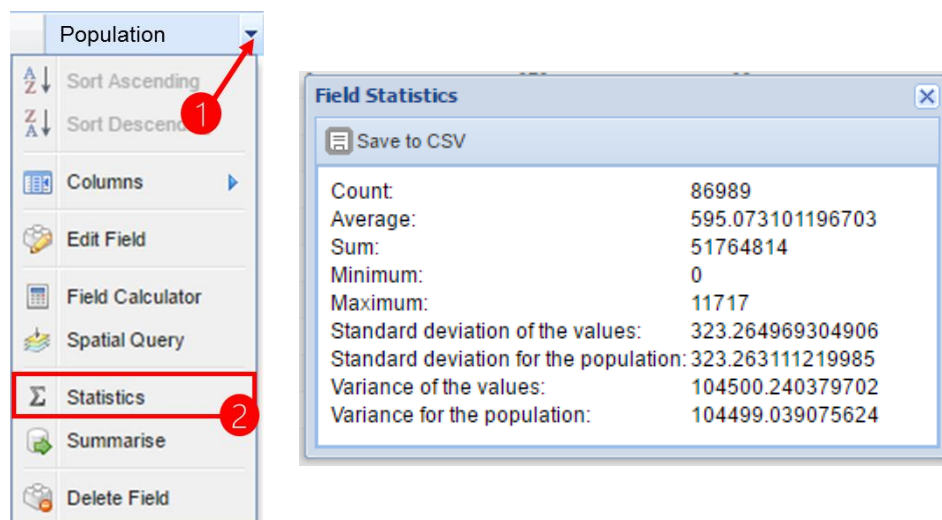 Population
Sort Ascending
1
Sort Descend
Columns
Edit Field
Field Calculator
Spatial Query
Statistics
2
Summarise
Delete Field
Field Statistics
Save to CSV
Count: 86989
Average: 595.073101196703
Sum: 51764814
Minimum: 0
Maximum: 11717
Standard deviation of the values: 323.264969304906
Standard deviation for the population: 323.263111219985
Variance of the values: 104500.240379702
Variance for the population: 104499.039075624